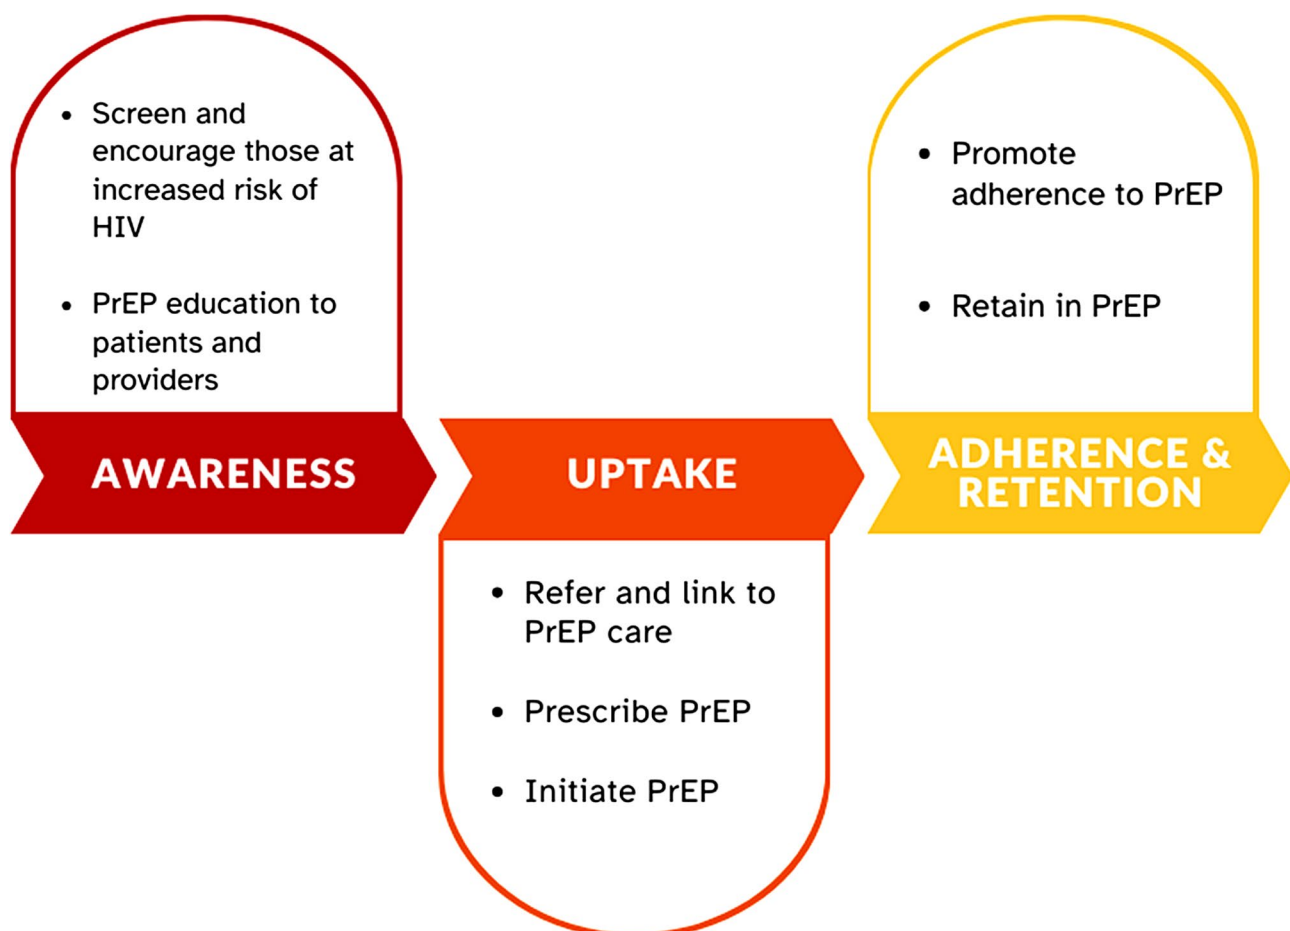 • Screen and
encourage those at
increased risk of
HIV
• PrEP education to
patients and
providers
AWARENESS
UPTAKE
• Refer and link to
PrEP care
• Prescribe PrEP
• Initiate PrEP
• Promote
adherence to PrEP
• Retain in PrEP
ADHERENCE &
RETENTION